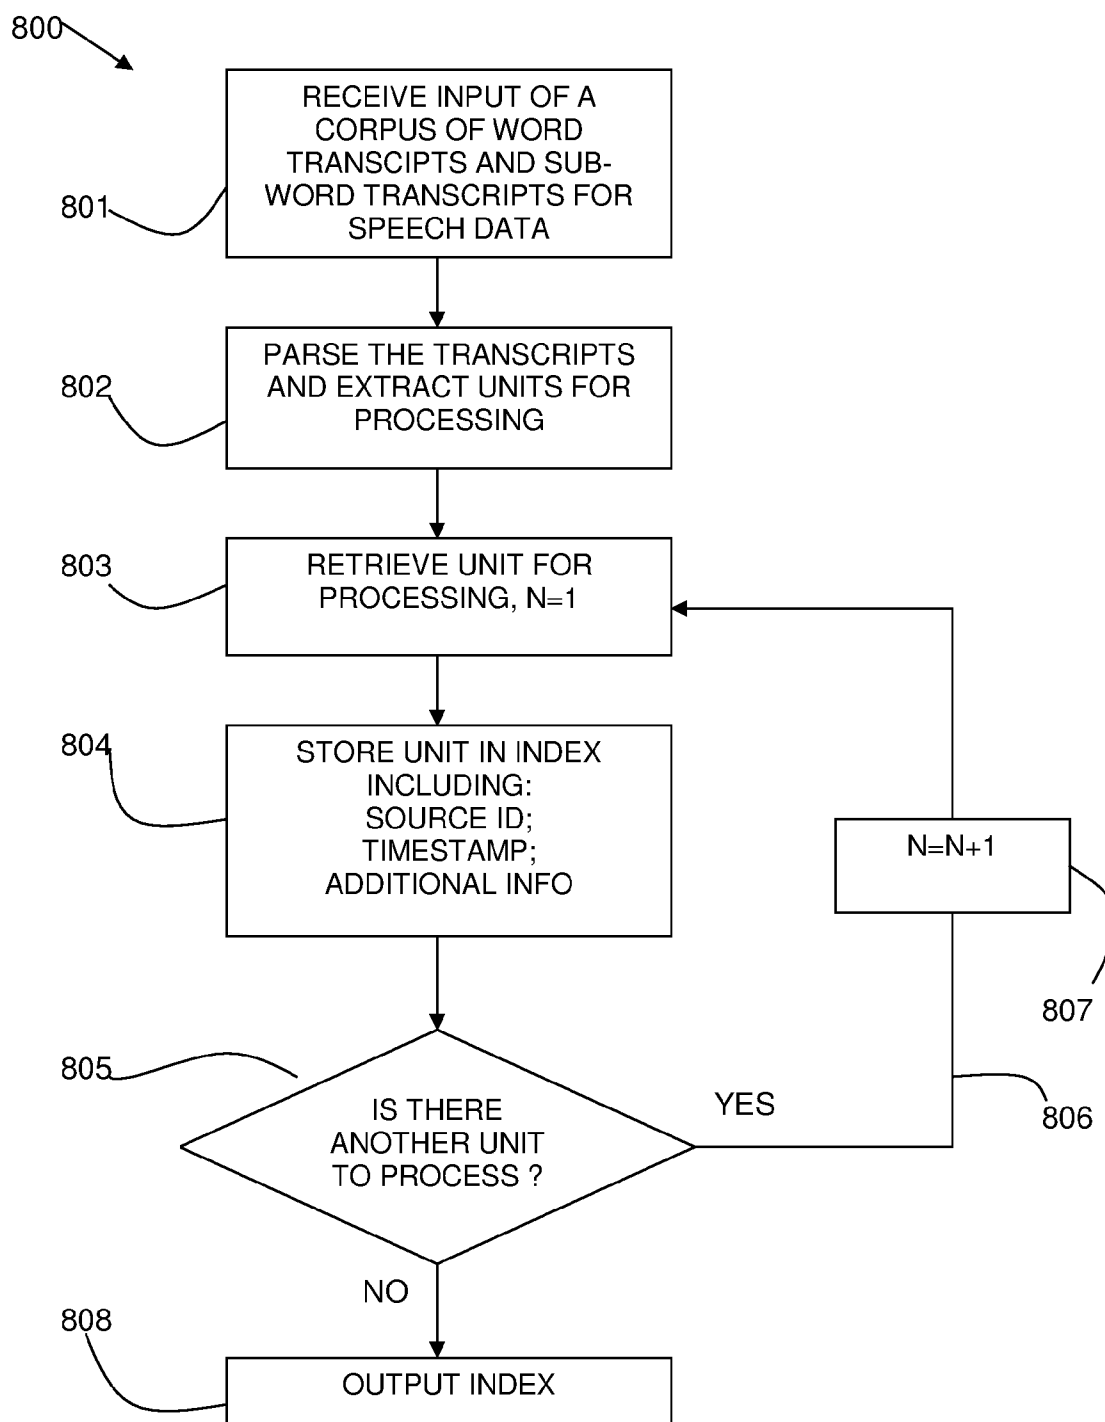 800
RECEIVE INPUT OF A
CORPUS OF WORD
TRANSCIPTS AND SUB-
WORD TRANSCRIPTS FOR
SPEECH DATA
801
PARSE THE TRANSCRIPTS
AND EXTRACT UNITS FOR
PROCESSING
802
RETRIEVE UNIT FOR
PROCESSING, N=1
803
STORE UNIT IN INDEX
INCLUDING:
SOURCE ID;
TIMESTAMP;
ADDITIONAL INFO
804
N=N+1
807
805
IS THERE
ANOTHER UNIT
TO PROCESS ?
YES
806
NO
808
OUTPUT INDEX